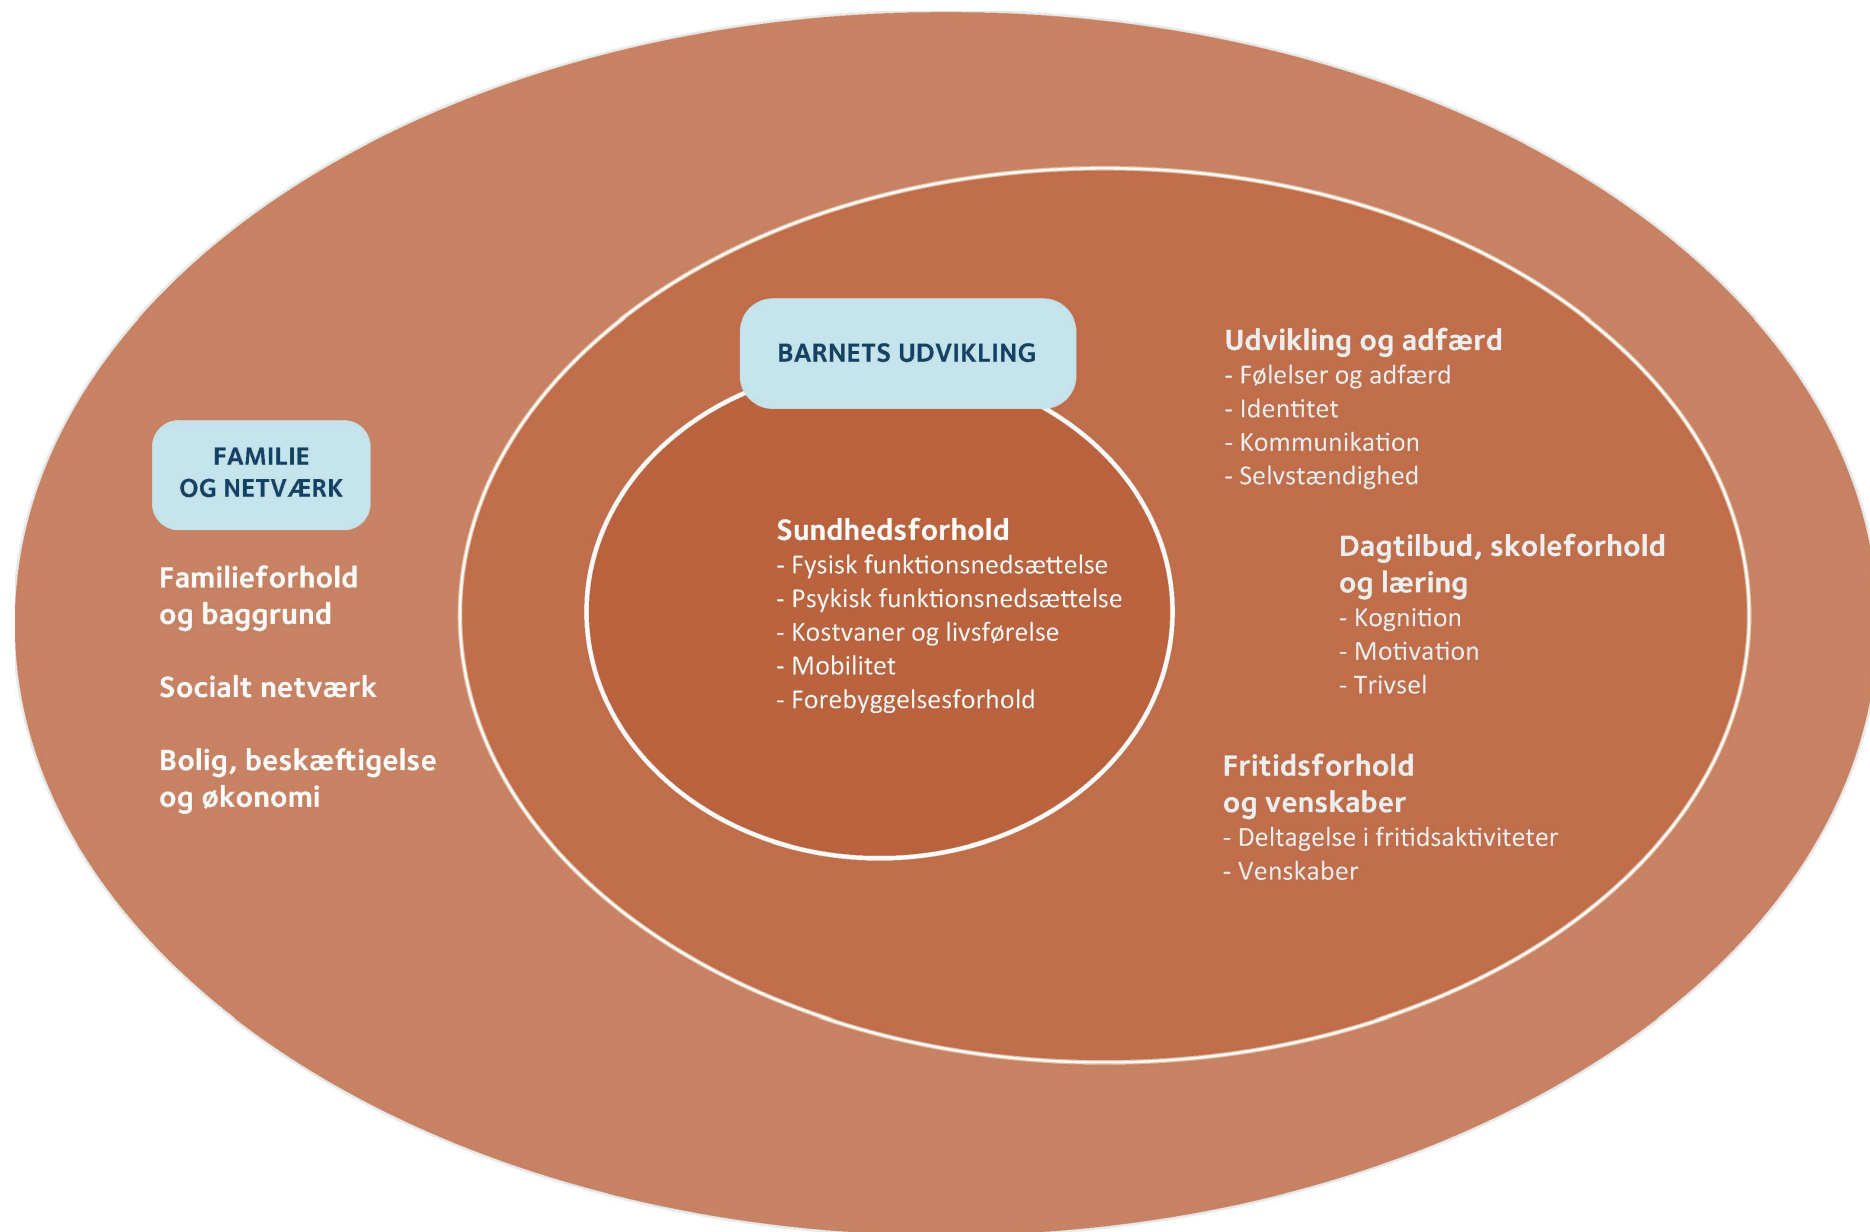 FAMILIE
OG NETVÆRK
Familieforhold
og baggrund
Socialt netværk
Bolig, beskæftigelse
og økonomi
BARNETS UDVIKLING
Sundhedsforhold
- Fysisk funktionsnedsættelse
- Psykisk funktionsnedsættelse
- Kostvaner og livsførelse
- Mobilitet
- Forebyggelsesforhold
Udvikling og adfærd
- Følelser og adfærd
- Identitet
- Kommunikation
- Selvstændighed
Dagtilbud, skoleforhold
og læring
- Kognition
- Motivation
- Trivsel
Fritidsforhold
og venskaber
- Deltagelse i fritidsaktiviteter
- Venskaber